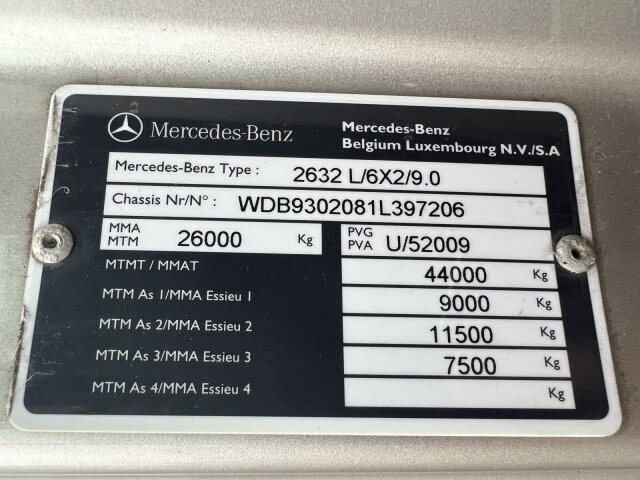 Mercedes-Benz
Mercedes-Benz
Belgium Luxembourg N.V./S.A
Mercedes-Benz Type : 2632 L/6X2/9.0
Chassis Nr/N° : WDB9302081L397206
MMA
MTM 26000 Kg
PVG
PVA U/52009
MTMT / MMAT 44000 Kg
MTM As 1/MMA Essieu 1 9000 Kg
MTM As 2/MMA Essieu 2 11500 Kg
MTM As 3/MMA Essieu 3 7500 Kg
MTM As 4/MMA Essieu 4 Kg